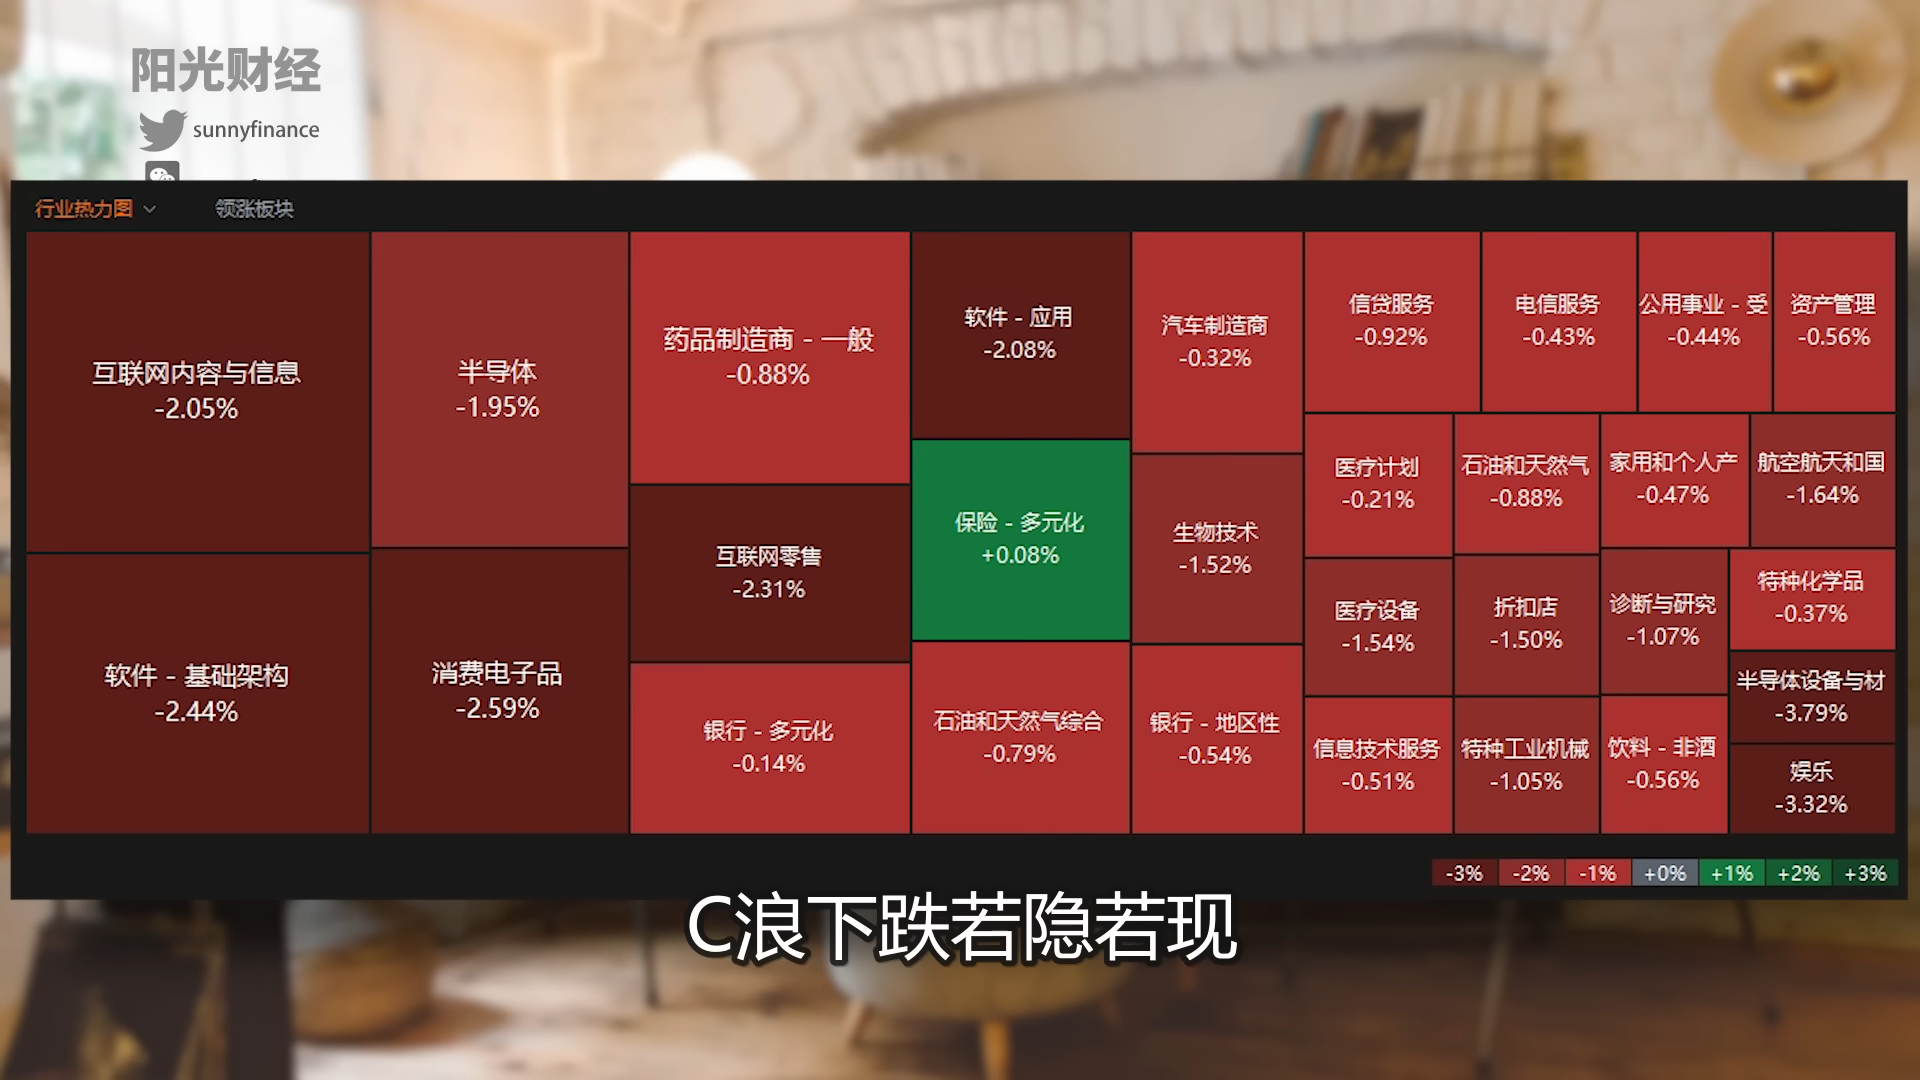 阳光财经
sunnyfinance
行业热力图
领涨板块
互联网内容与信息
-2.05%
半导体
-1.95%
药品制造商 - 一般
-0.88%
软件 - 应用
-2.08%
汽车制造商
-0.32%
信贷服务
-0.92%
电信服务
-0.43%
公用事业 - 受
-0.44%
资产管理
-0.56%
医疗计划
-0.21%
石油和天然气
-0.88%
家用和个人产
-0.47%
航空航天和国
-1.64%
保险 - 多元化
+0.08%
生物技术
-1.52%
互联网零售
-2.31%
医疗设备
-1.54%
折扣店
-1.50%
诊断与研究
-1.07%
特种化学品
-0.37%
软件 - 基础架构
-2.44%
消费电子品
-2.59%
银行 - 多元化
-0.14%
石油和天然气综合
-0.79%
银行 - 地区性
-0.54%
信息技术服务
-0.51%
特种工业机械
-1.05%
饮料 - 非酒
-0.56%
半导体设备与材
-3.79%
娱乐
-3.32%
-3% -2% -1% +0% +1% +2% +3%
C浪下跌若隐若现